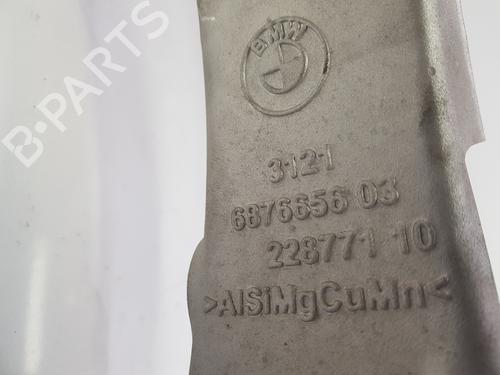 B-PARTS
BMW
3121
6876656 03
228771 10
>AlSiMgCuMn<